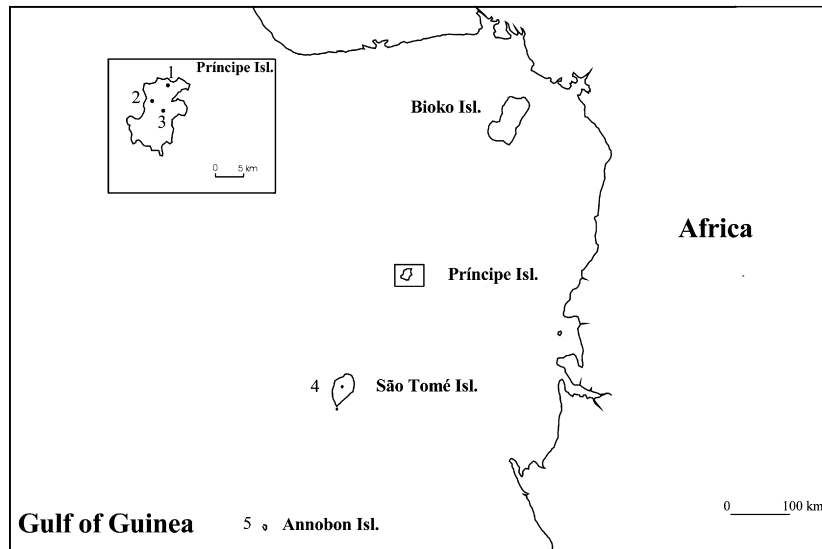 1
Príncipe Isl.
2
3
0 5 km
Bioko Isl.
Africa
Príncipe Isl.
4 São Tomé Isl.
0 100 km
Gulf of Guinea
5 Annobon Isl.